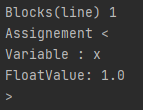 Blocks(line) 1
Assignement <
Variable : x
FloatValue: 1.0
>